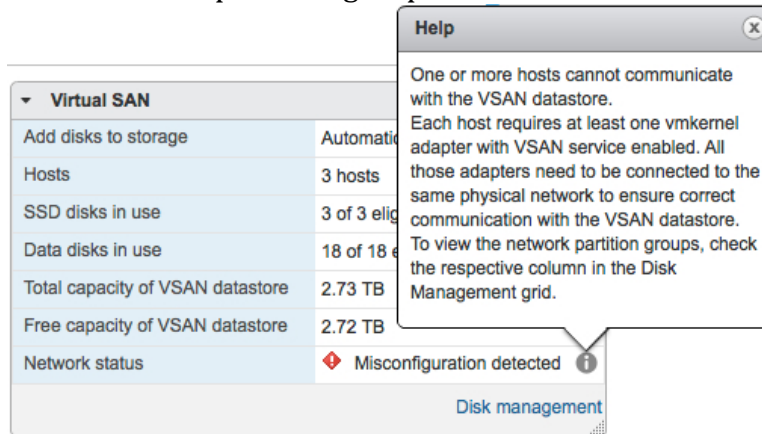 Help
One or more hosts cannot communicate
with the VSAN datastore.
Each host requires at least one vmkernel
adapter with VSAN service enabled. All
those adapters need to be connected to the
same physical network to ensure correct
communication with the VSAN datastore.
To view the network partition groups, check
the respective column in the Disk
Management grid.
Virtual SAN
Add disks to storage Automatic
Hosts 3 hosts
SSD disks in use 3 of 3 elig
Data disks in use 18 of 18
Total capacity of VSAN datastore 2.73 TB
Free capacity of VSAN datastore 2.72 TB
Network status Misconfiguration detected
Disk management